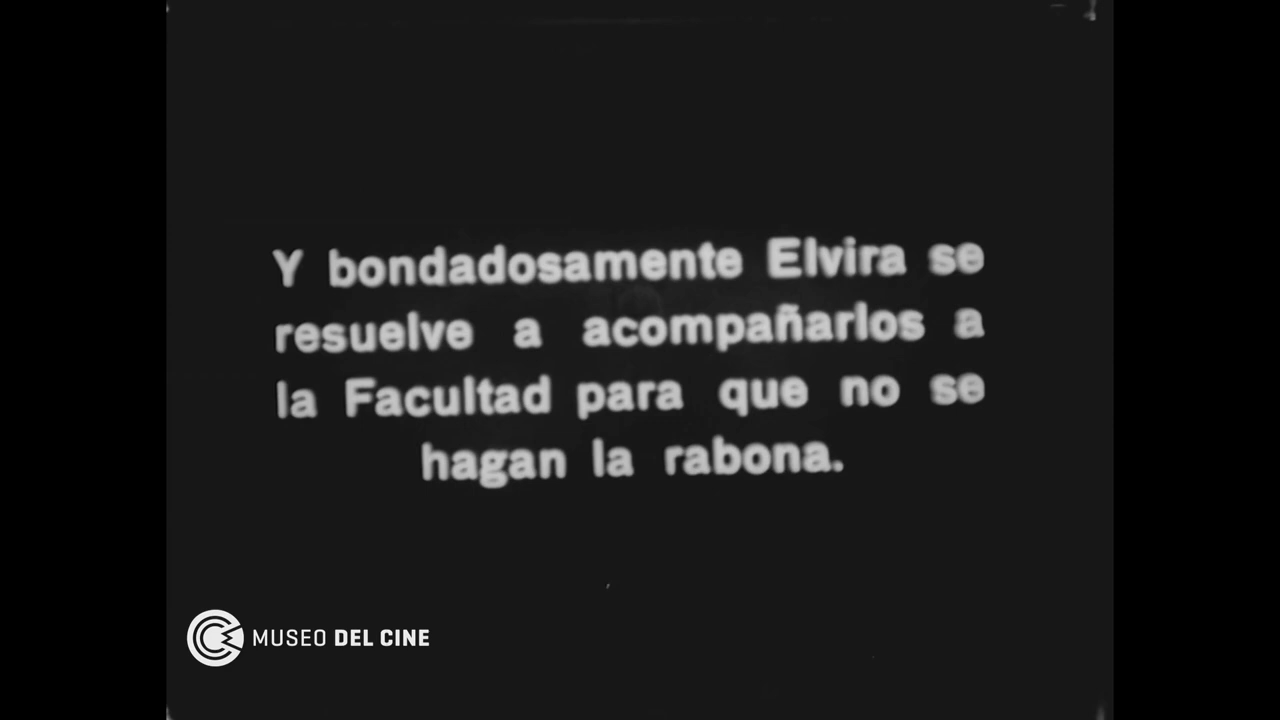 Y bondadosamente Elvira se
resuelve a acompañarlos a
la Facultad para que no se
hagan la rabona.
MUSEO DEL CINE